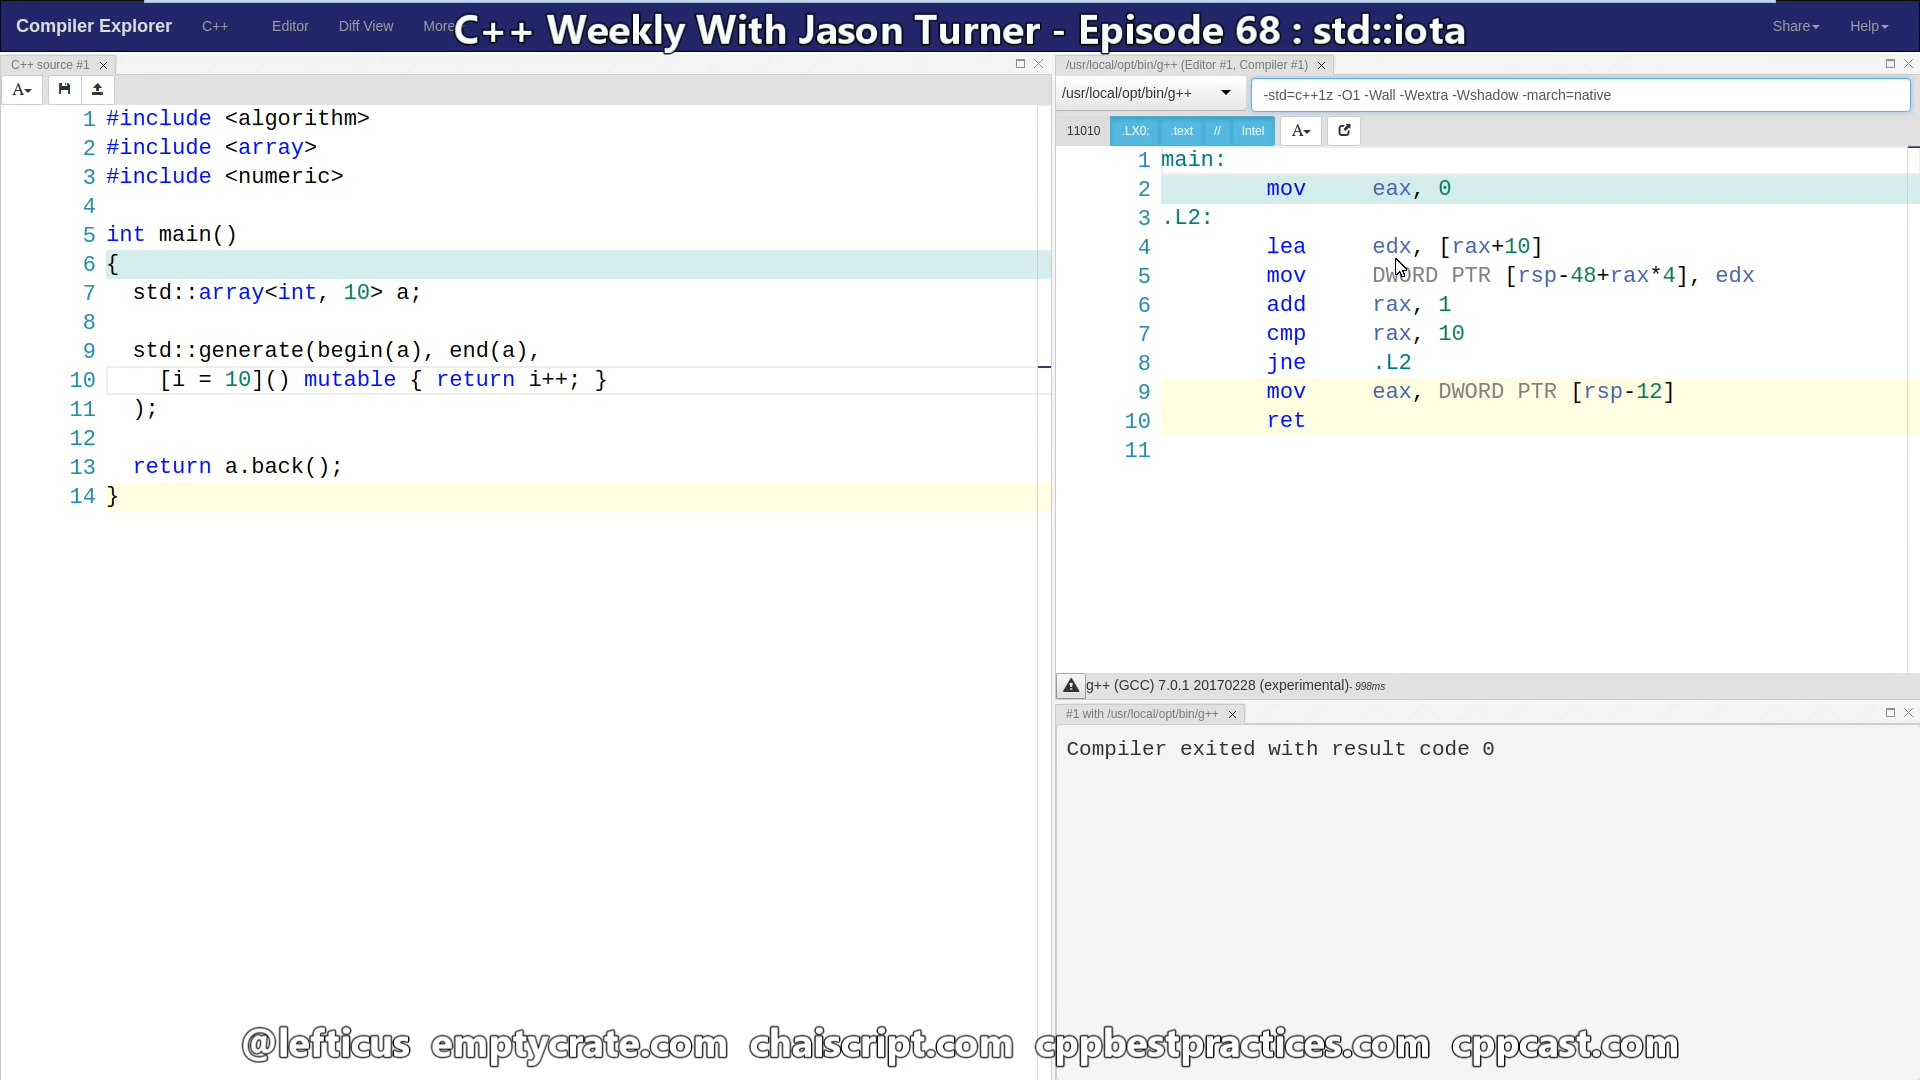 Compiler Explorer C++ Editor Diff View More
C++ Weekly With Jason Turner - Episode 68 : std::iota
Share Help
C++ source #1
A
1 #include <algorithm>
2 #include <array>
3 #include <numeric>
4
5 int main()
6 {
7   std::array<int, 10> a;
8
9   std::generate(begin(a), end(a),
10     [i = 10]() mutable { return i++; }
11   );
12
13   return a.back();
14 }
/usr/local/opt/bin/g++ (Editor #1, Compiler #1)
/usr/local/opt/bin/g++ -std=c++1z -O1 -Wall -Wextra -Wshadow -march=native
11010 .LX0: .text // Intel A
1 main:
2         mov     eax, 0
3 .L2:
4         lea     edx, [rax+10]
5         mov     DWORD PTR [rsp-48+rax*4], edx
6         add     rax, 1
7         cmp     rax, 10
8         jne     .L2
9         mov     eax, DWORD PTR [rsp-12]
10         ret
11
g++ (GCC) 7.0.1 20170228 (experimental)- 998ms
#1 with /usr/local/opt/bin/g++
Compiler exited with result code 0
@lefticus emptycrate.com chaiscript.com cppbestpractices.com cppcast.com